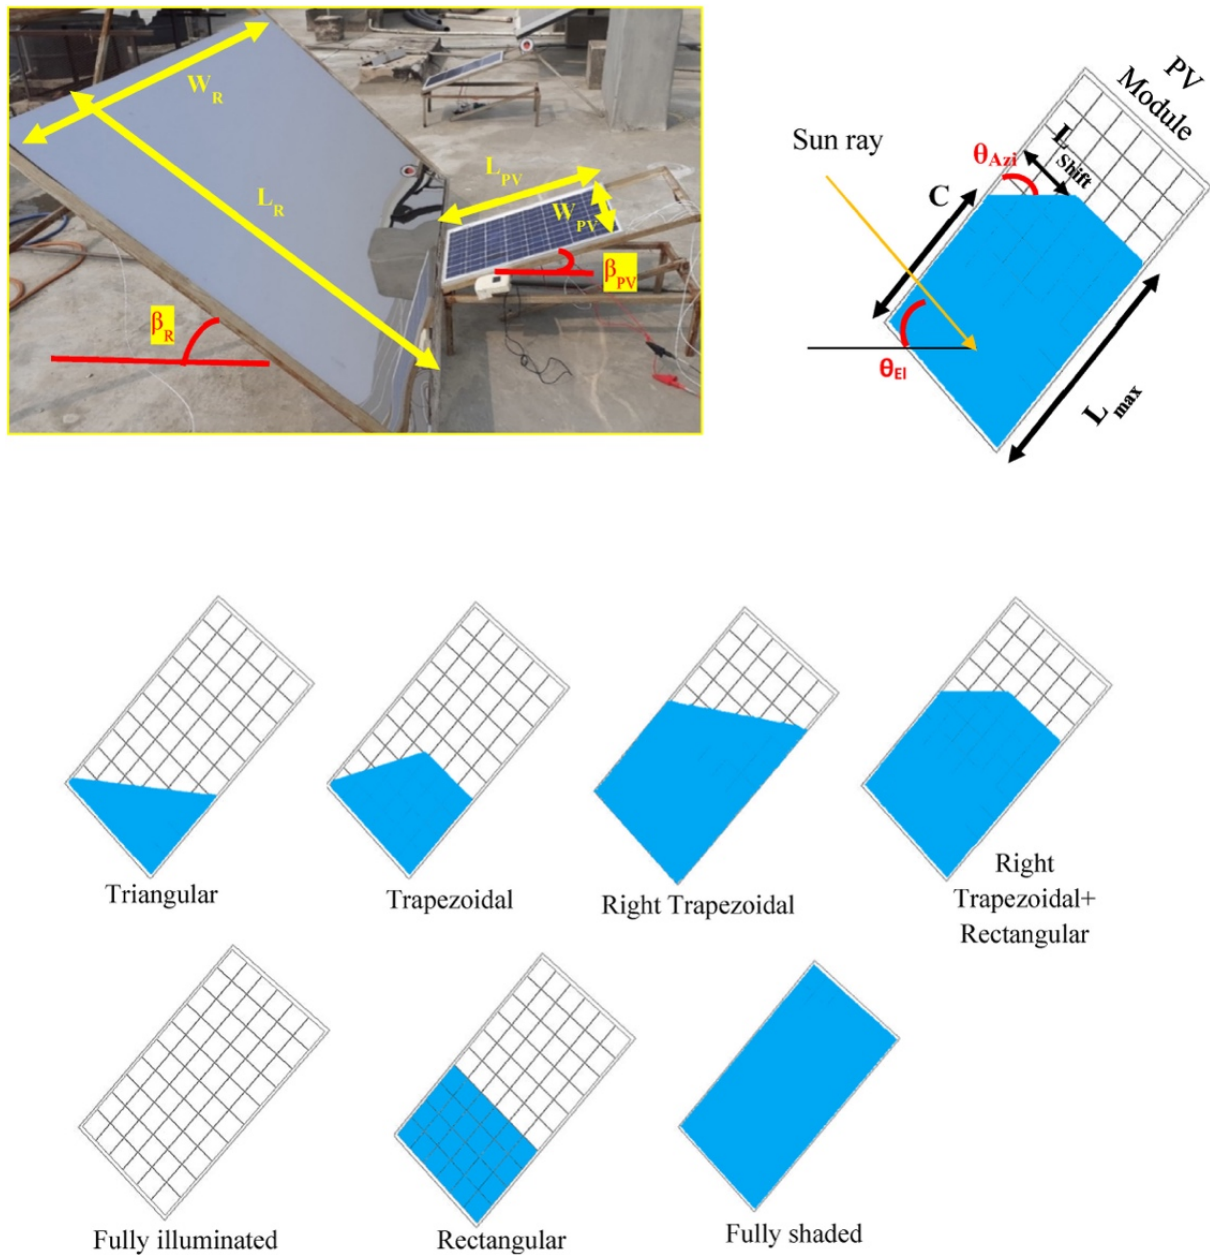 W_R
L_R
L_PV
W_PV
β_R
β_PV
PV
Module
Sun ray
θ_Azi
L_Shift
C
θ_El
L_max
Triangular
Trapezoidal
Right Trapezoidal
Right
Trapezoidal+
Rectangular
Fully illuminated
Rectangular
Fully shaded